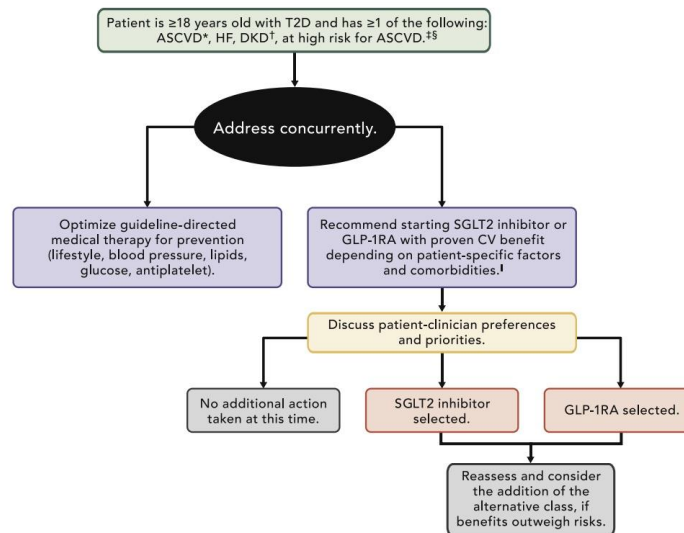 Patient is ≥18 years old with T2D and has ≥1 of the following:
ASCVD*, HF, DKD†, at high risk for ASCVD.‡§
Address concurrently.
Optimize guideline-directed
medical therapy for prevention
(lifestyle, blood pressure, lipids,
glucose, antiplatelet).
Recommend starting SGLT2 inhibitor or
GLP-1RA with proven CV benefit
depending on patient-specific factors
and comorbidities.ǁ
Discuss patient-clinician preferences
and priorities.
No additional action
taken at this time.
SGLT2 inhibitor
selected.
GLP-1RA selected.
Reassess and consider
the addition of the
alternative class, if
benefits outweigh risks.